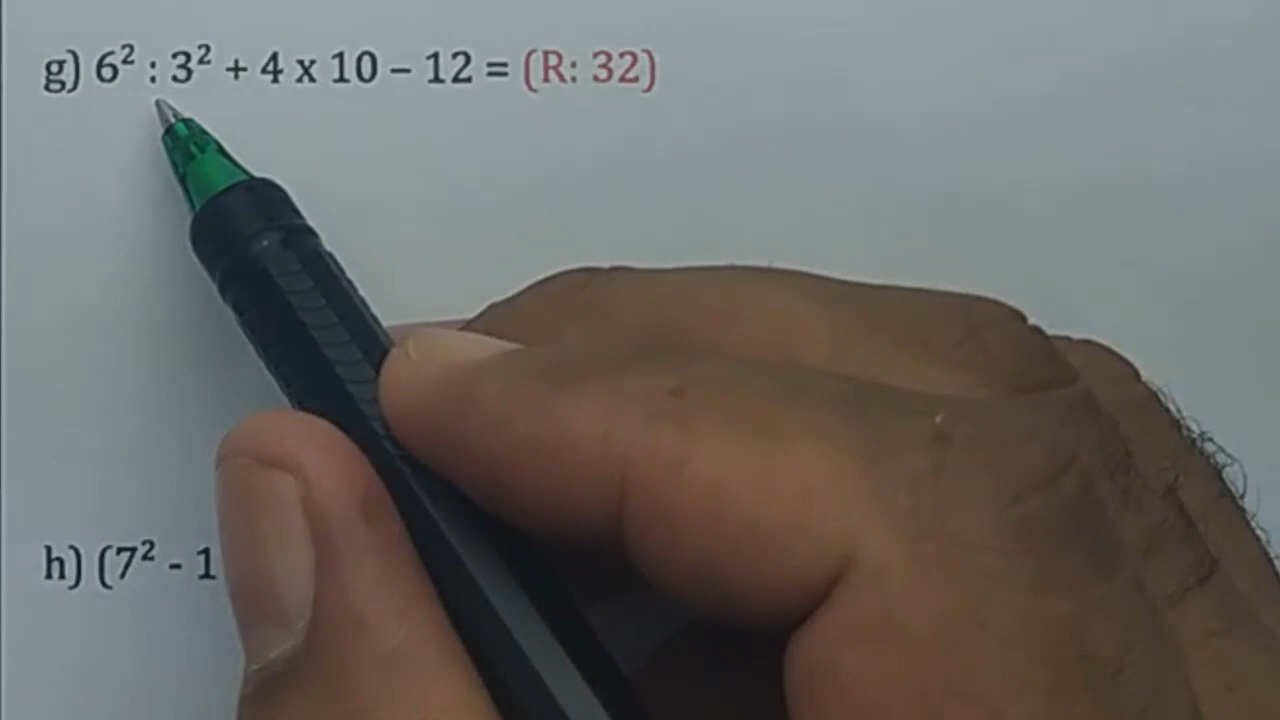 g) 6² : 3² + 4 x 10 – 12 = (R: 32)
h) (7² - 1